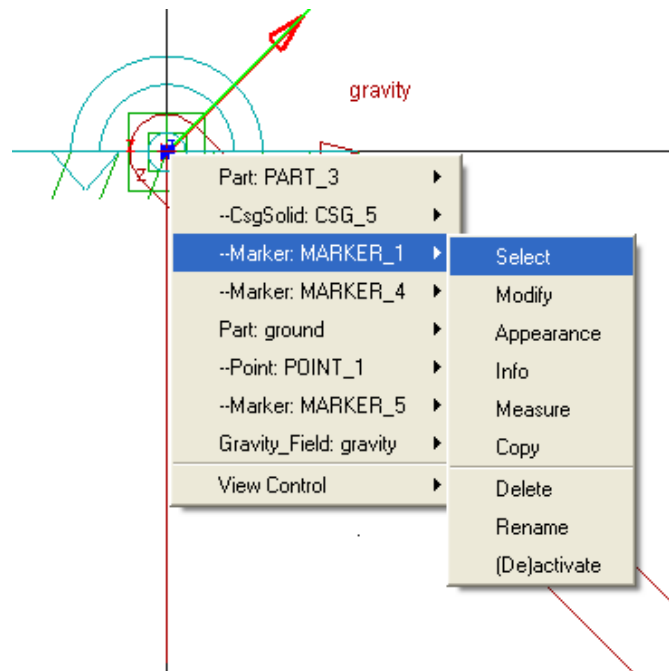 gravity
Z
Part: PART_3
--CsgSolid: CSG_5
--Marker: MARKER_1
--Marker: MARKER_4
Part: ground
--Point: POINT_1
--Marker: MARKER_5
Gravity_Field: gravity
View Control
Select
Modify
Appearance
Info
Measure
Copy
Delete
Rename
(De)activate